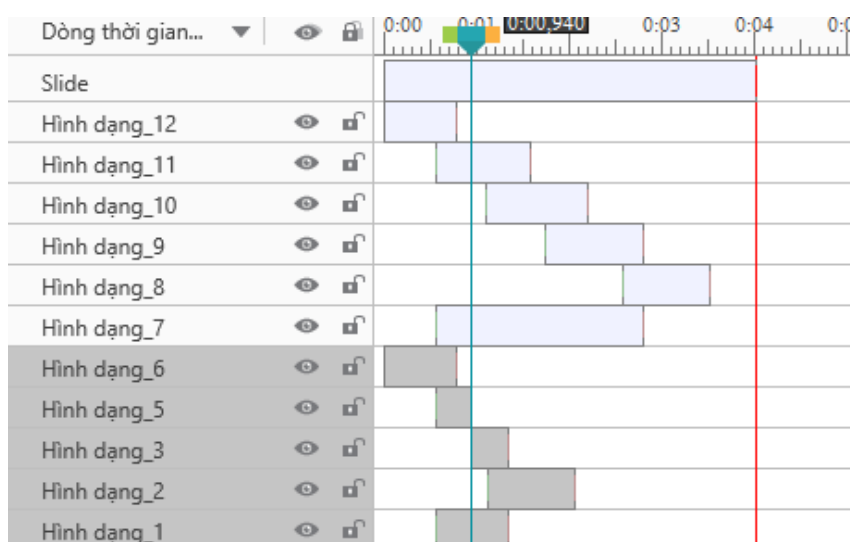 Dòng thời gian... 0:00 0:01 0:00,940 0:03 0:04
Slide
Hình dạng_12
Hình dạng_11
Hình dạng_10
Hình dạng_9
Hình dạng_8
Hình dạng_7
Hình dạng_6
Hình dạng_5
Hình dạng_3
Hình dạng_2
Hình dạng_1